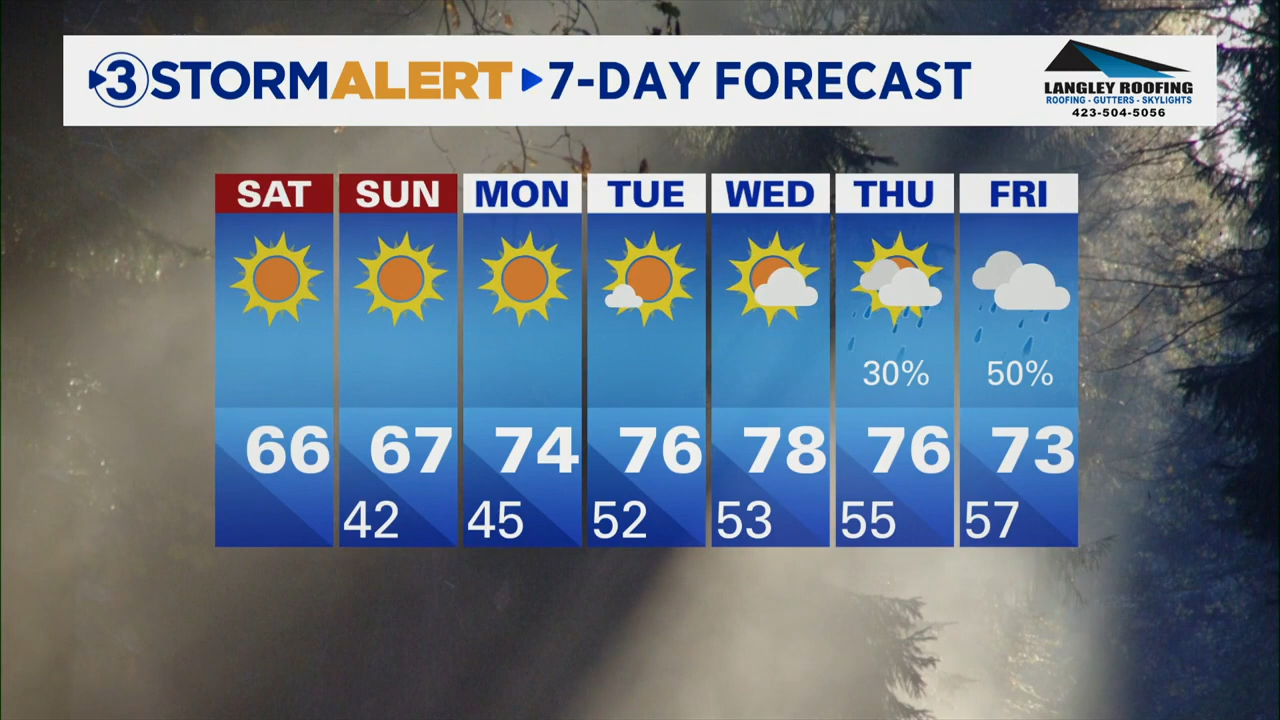 3 STORMALERT 7-DAY FORECAST
LANGLEY ROOFING
ROOFING - GUTTERS - SKYLIGHTS
423-504-5056
SAT SUN MON TUE WED THU FRI
30% 50%
66 67 74 76 78 76 73
42 45 52 53 55 57